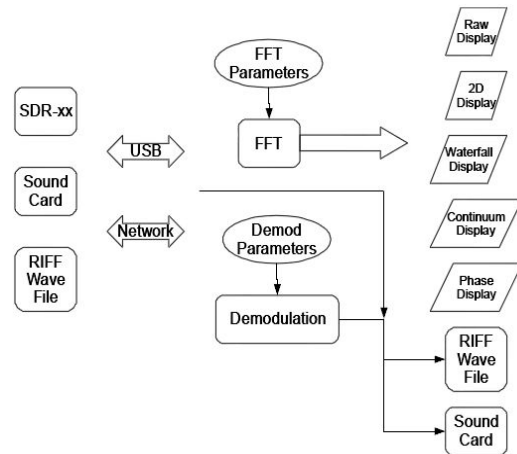 SDR-xx
Sound
Card
RIFF
Wave
File
USB
Network
FFT
Parameters
FFT
Demod
Parameters
Demodulation
Raw
Display
2D
Display
Waterfall
Display
Continuum
Display
Phase
Display
RIFF
Wave
File
Sound
Card